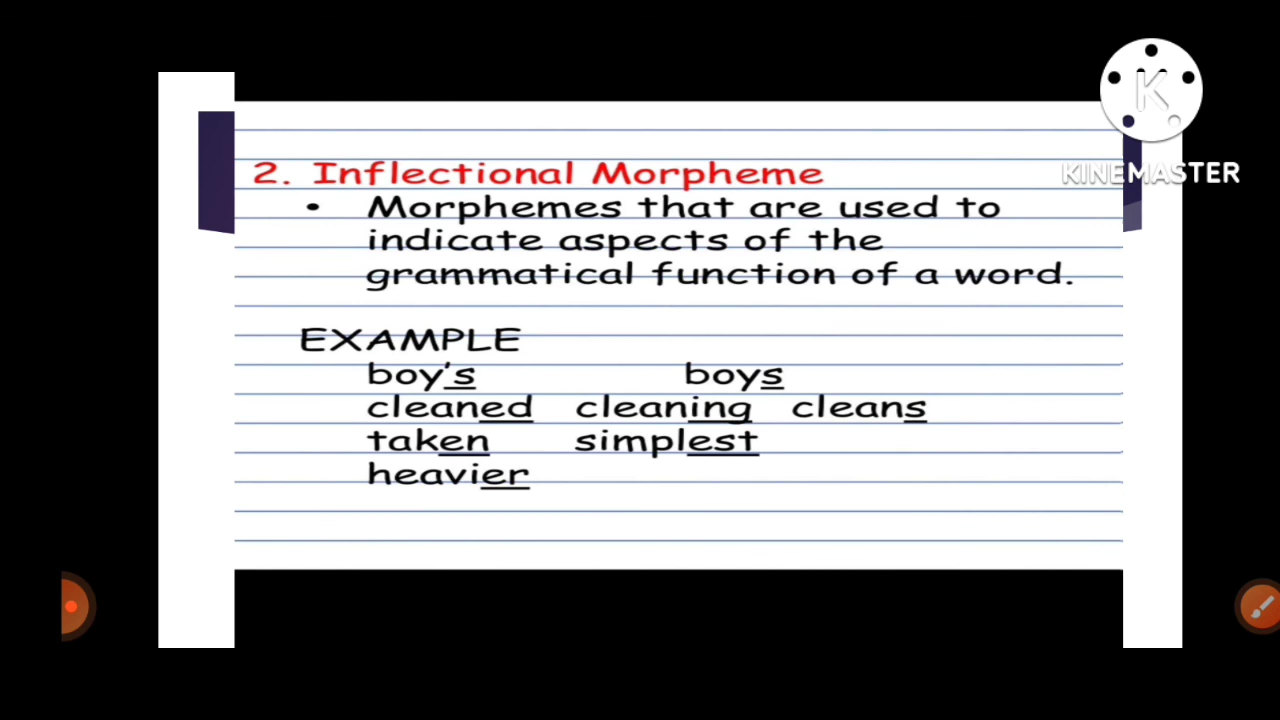 2. Inflectional Morpheme
• Morphemes that are used to
indicate aspects of the
grammatical function of a word.
EXAMPLE
boy's boys
cleaned cleaning cleans
taken simplest
heavier
K
KINEMASTER